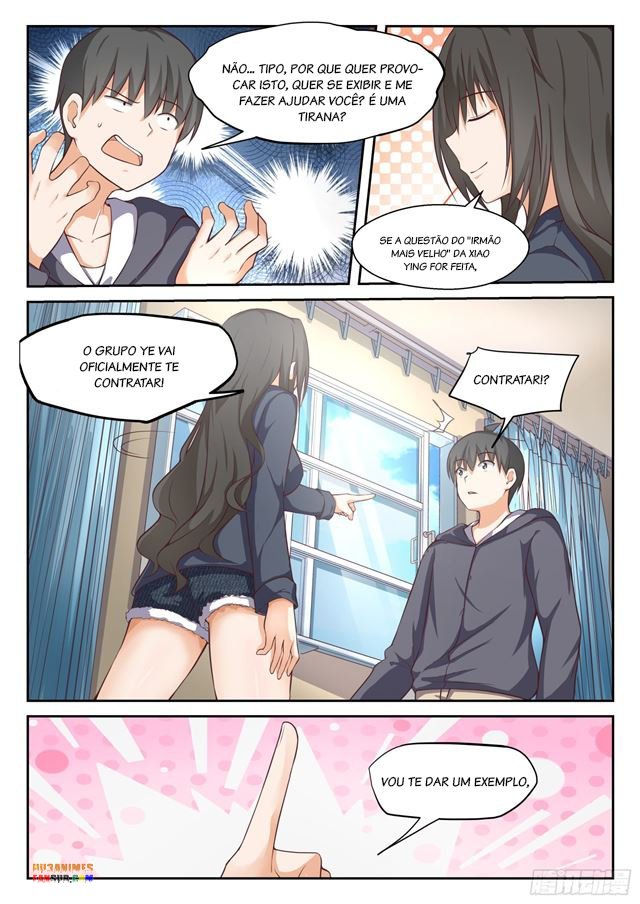 NÃO... TIPO, POR QUE QUER PROVO-
CAR ISTO, QUER SE EXIBIR E ME
FAZER AJUDAR VOCÊ? É UMA
TIRANA?
SE A QUESTÃO DO "IRMÃO
MAIS VELHO" DA XIAO
YING FOR FEITA,
O GRUPO YE VAI
OFICIALMENTE TE
CONTRATAR!
CONTRATAR!?
VOU TE DAR UM EXEMPLO,
HU3ANIMES